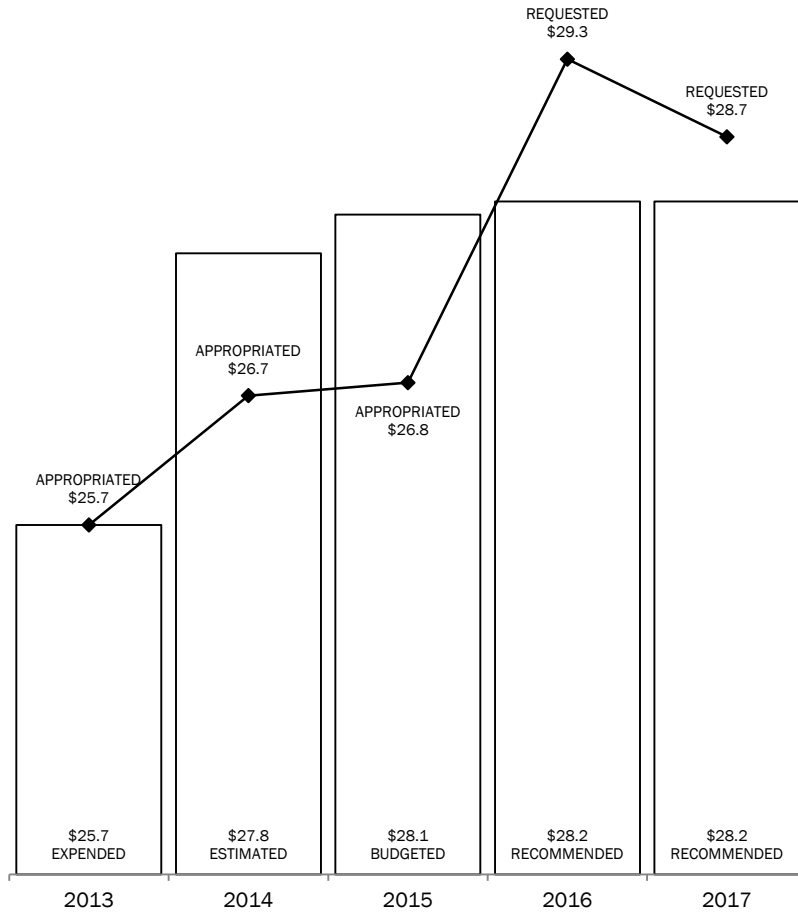 REQUESTED
$29.3
REQUESTED
$28.7
APPROPRIATED
$26.7
APPROPRIATED
$26.8
APPROPRIATED
$25.7
$25.7
EXPENDED
$27.8
ESTIMATED
$28.1
BUDGETED
$28.2
RECOMMENDED
$28.2
RECOMMENDED
2013
2014
2015
2016
2017